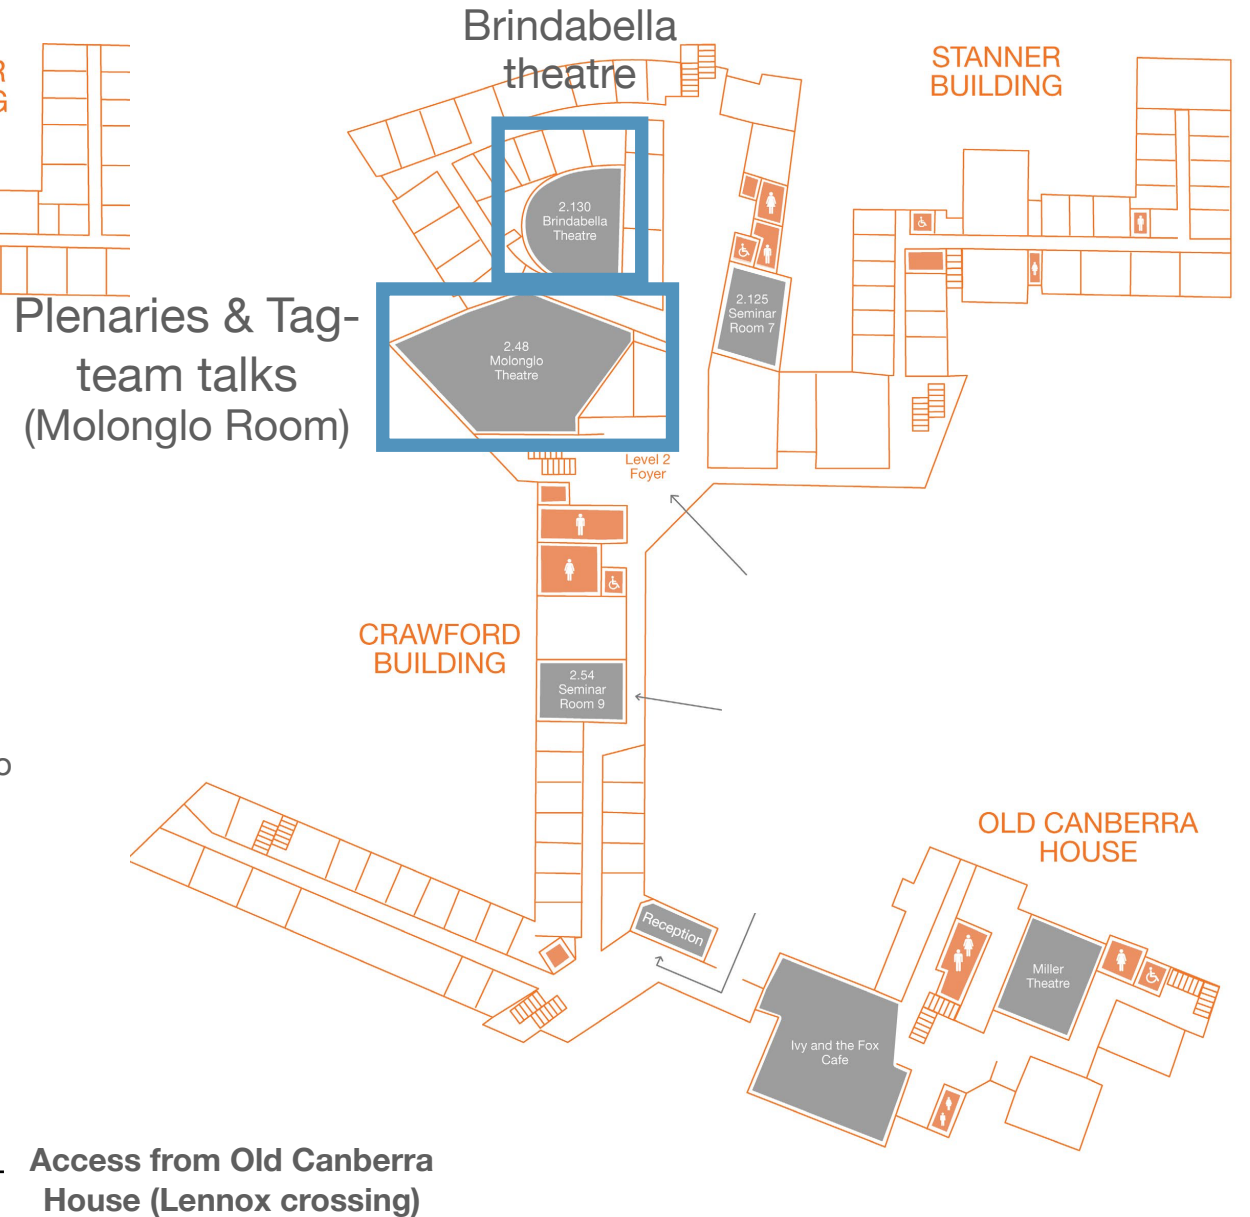 Brindabella
theatre
R
G
STANNER
BUILDING
2.130
Brindabella
Theatre
Plenaries & Tag-
team talks
(Molonglo Room)
2.125
Seminar
Room 7
2.48
Molonglo
Theatre
Level 2
Foyer
CRAWFORD
BUILDING
2.54
Seminar
Room 9
o
OLD CANBERRA
HOUSE
Reception
Miller
Theatre
Ivy and the Fox
Cafe
Access from Old Canberra
House (Lennox crossing)